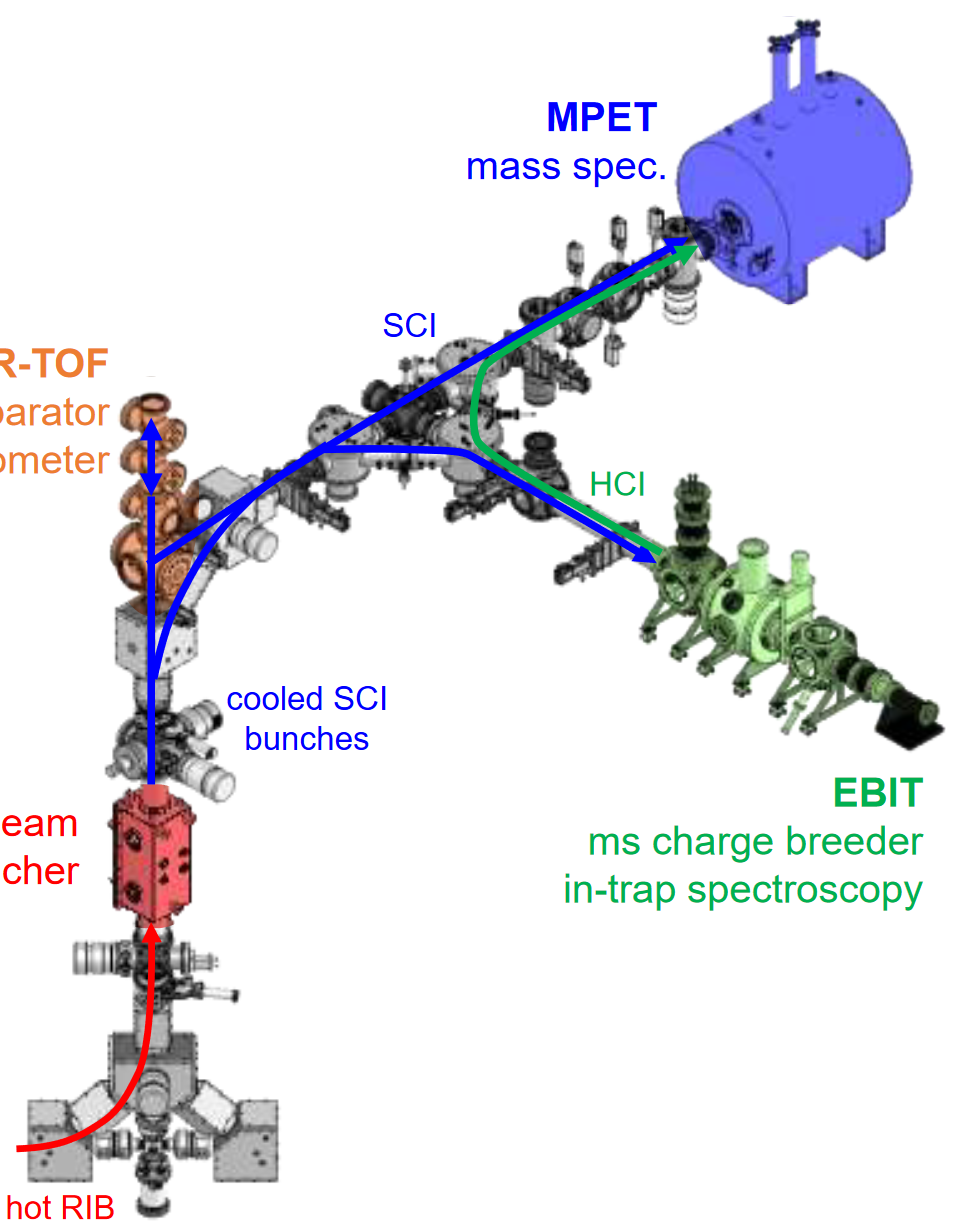 MPET
mass spec.
SCI
R-TOF
parator
ometer
HCI
cooled SCI
bunches
eam
cher
EBIT
ms charge breeder
in-trap spectroscopy
hot RIB